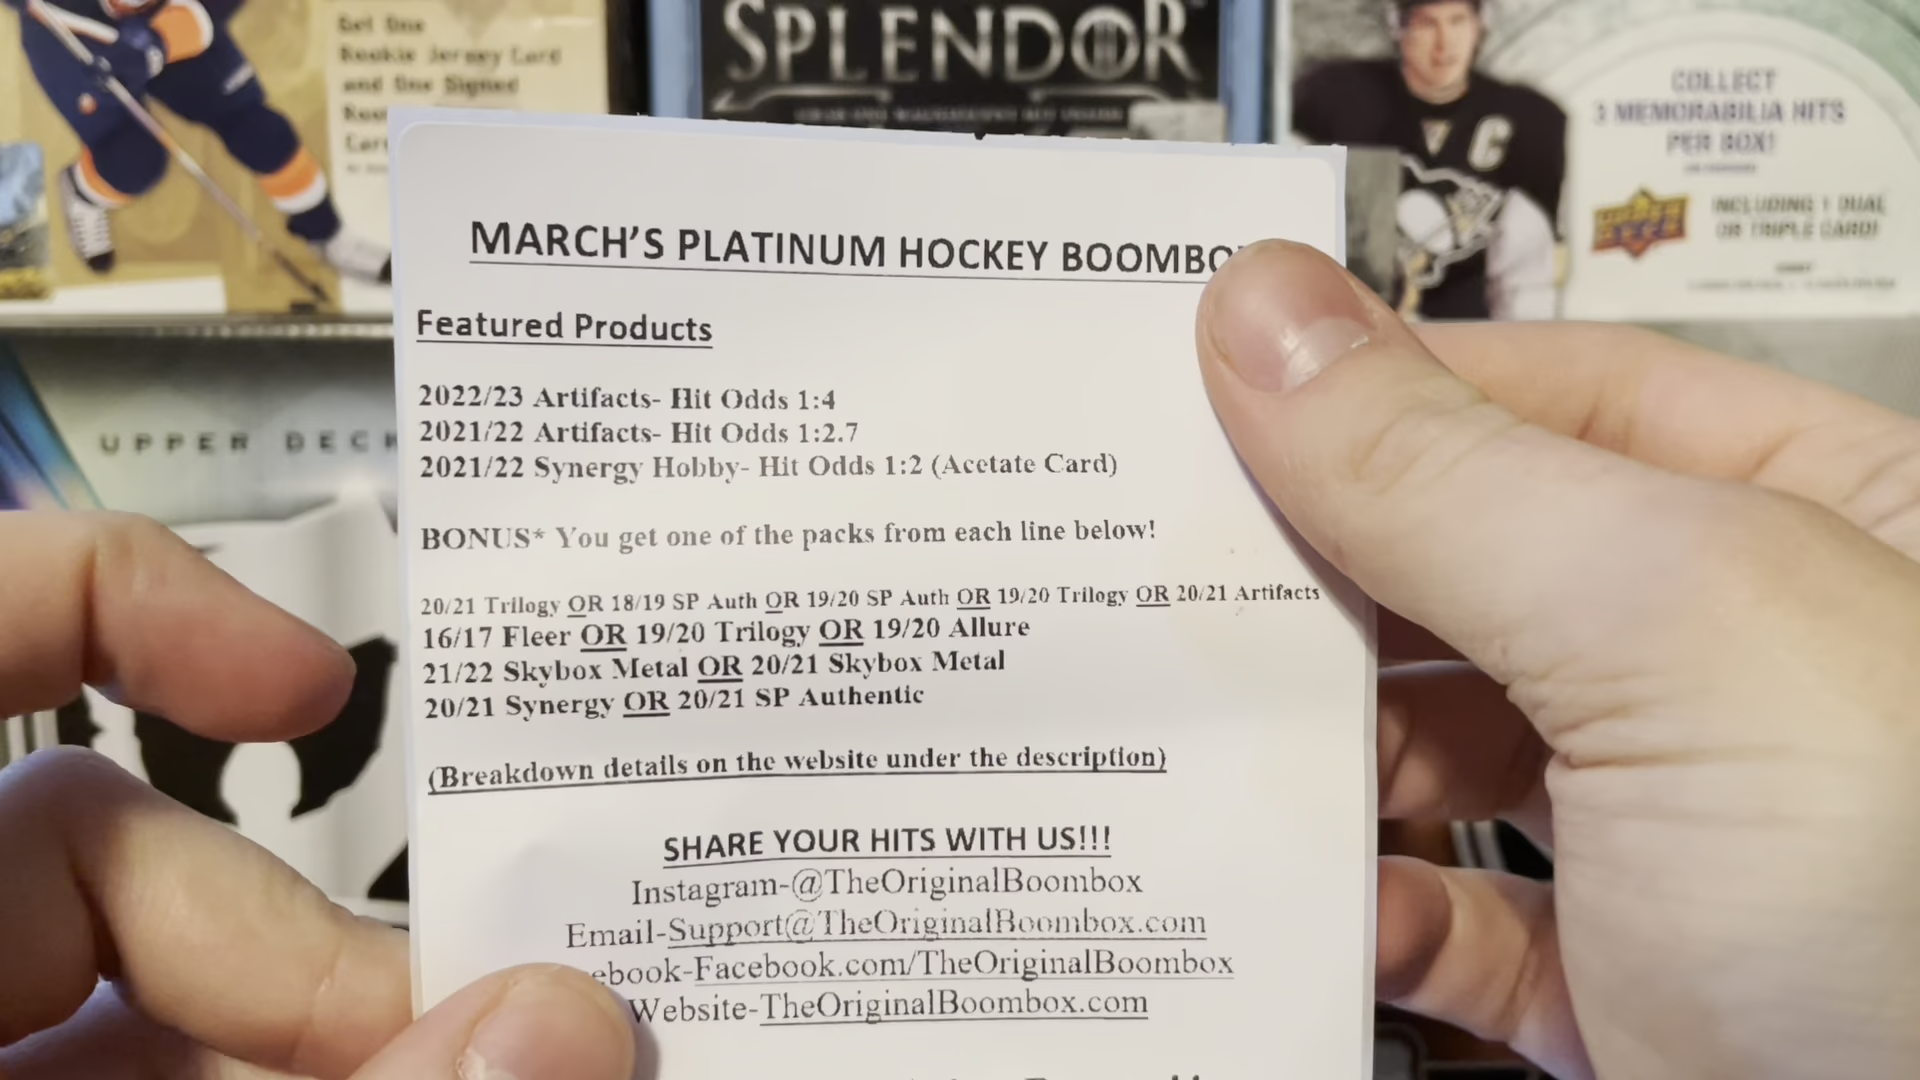 Get One
Rookie Jersey Card
and One Signed
SPLENDOR
COLLECT
3 MEMORABILIA HITS
PER BOX!
C
UPPER DECK
INCLUDING 1 DUAL
OR TRIPLE CARD!
UPPER DECK
MARCH'S PLATINUM HOCKEY
Featured Products
2022/23 Artifacts- Hit Odds 1:4
2021/22 Artifacts- Hit Odds 1:2.7
2021/22 Synergy Hobby- Hit Odds 1:2 (Acetate Card)
BONUS* You get one of the packs from each line below!
20/21 Trilogy OR 18/19 SP Auth OR 19/20 SP Auth OR 19/20 Trilogy OR 20/21 Artifacts
16/17 Fleer OR 19/20 Trilogy OR 19/20 Allure
21/22 Skybox Metal OR 20/21 Skybox Metal
20/21 Synergy OR 20/21 SP Authentic
(Breakdown details on the website under the description)
SHARE YOUR HITS WITH US!!!
Instagram-@TheOriginalBoombox
Email-Support@TheOriginalBoombox.com
ebook-Facebook.com/TheOriginalBoombox
Website-TheOriginalBoombox.com